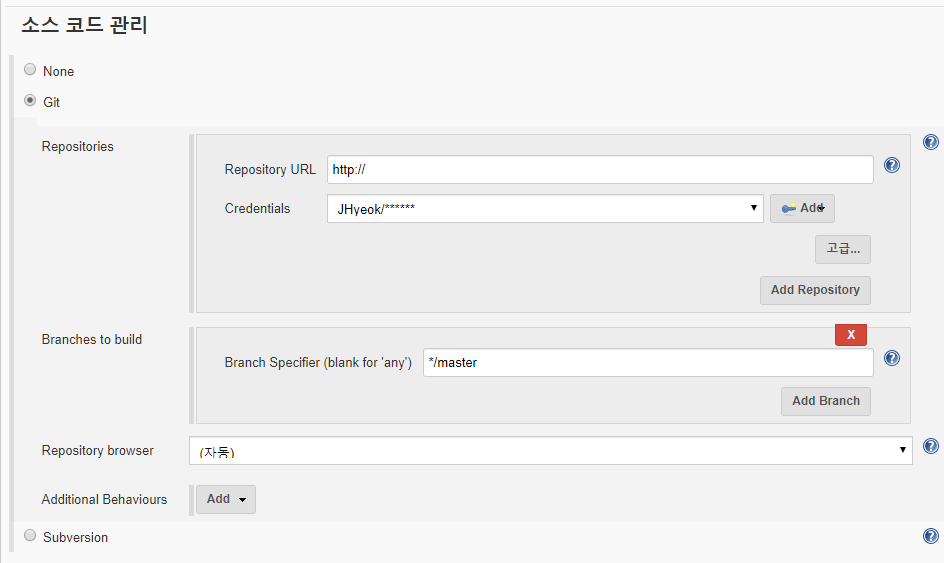 소스 코드 관리
None
Git
Repositories
Repository URL http://
Credentials JHyeok/****** Add
고급...
Add Repository
Branches to build X
Branch Specifier (blank for 'any') */master
Add Branch
Repository browser (자동)
Additional Behaviours Add
Subversion